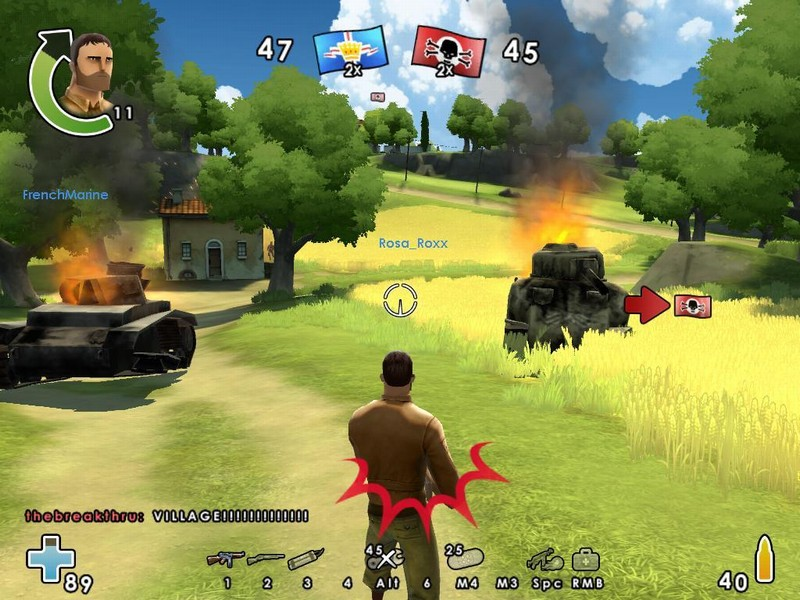 47 45
2x 2x
11
FrenchMarine
Rosa_Roxx
thebreakthru: VILLAGE!!!!!!!!!!!!!!
45 25
89 1 2 3 4 Alt 6 M4 M3 Spc RMB 40